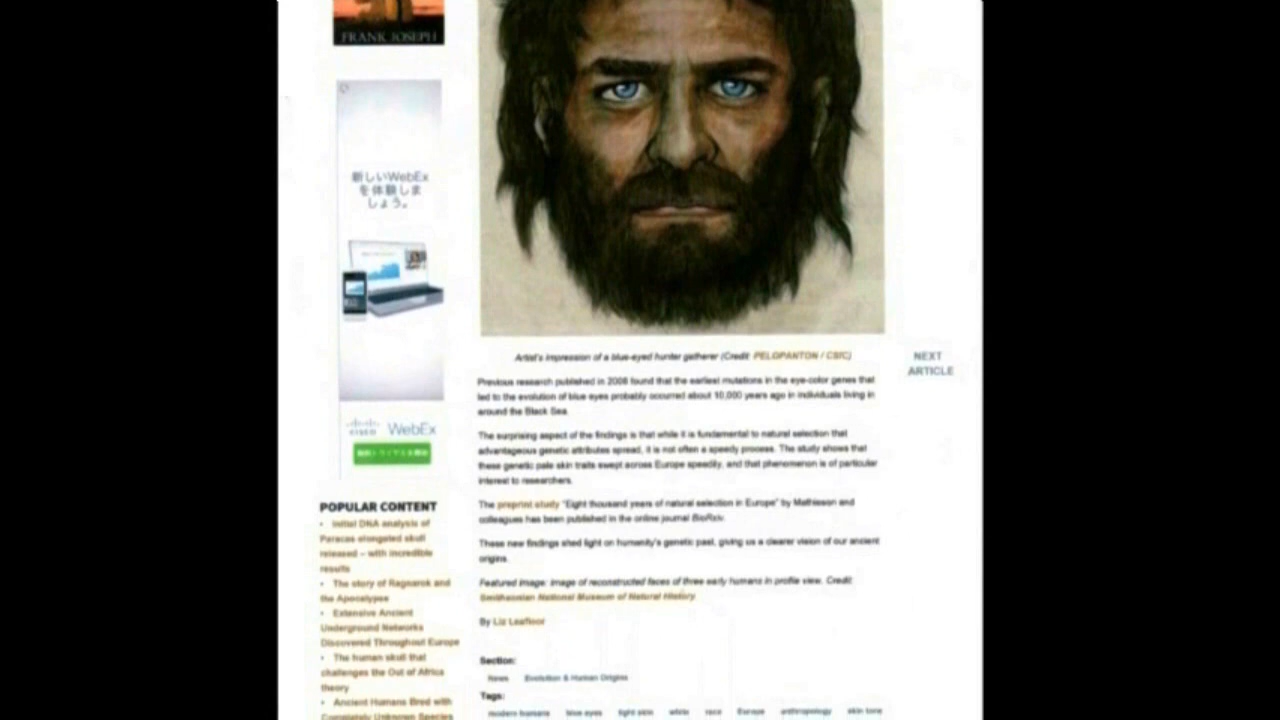 FRANK JOSEPH
新しいWebEx
を体験しま
しょう。
CISCO WebEx
POPULAR CONTENT
• Initial DNA analysis of
Paracas elongated skull
released – with incredible
results
• The story of Ragnarok and
the Apocalypse
• Extensive Ancient
Underground Networks
Discovered Throughout Europe
• The human skull that
challenges the Out of Africa
theory
• Ancient Humans Bred with
Completely Unknown Species
Artist's impression of a blue-eyed hunter gatherer (Credit: PELOPANTON / CSIC)
Previous research published in 2008 found that the earliest mutations in the eye-color genes that
led to the evolution of blue eyes probably occurred about 10,000 years ago in individuals living in
around the Black Sea.
The surprising aspect of the findings is that while it is fundamental to natural selection that
advantageous genetic attributes spread, it is not often a speedy process. The study shows that
these genetic pale skin traits swept across Europe speedily, and that phenomenon is of particular
interest to researchers.
The preprint study "Eight thousand years of natural selection in Europe" by Mathieson and
colleagues has been published in the online journal BioRxiv.
These new findings shed light on humanity's genetic past, giving us a clearer vision of our ancient
origins.
Featured image: image of reconstructed faces of three early humans in profile view. Credit:
Smithsonian National Museum of Natural History
By Liz Leafloor
Section:
News Evolution & Human Origins
Tags:
modern humans blue eyes light skin white race Europe anthropology skin tone
NEXT
ARTICLE